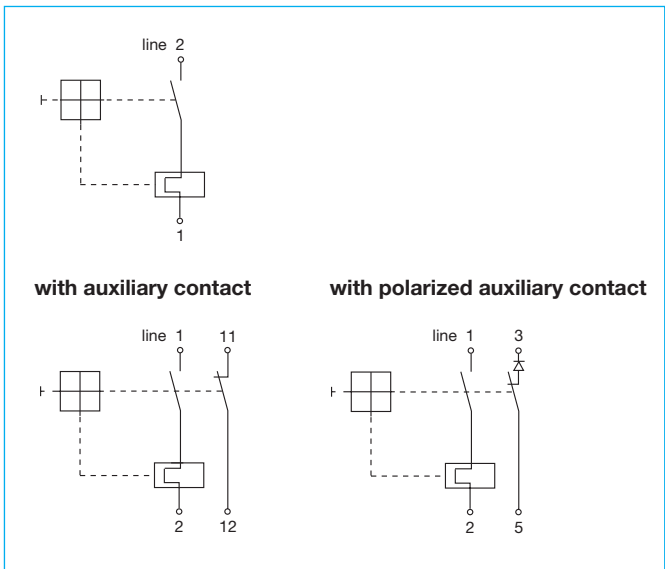 line 2
1
with auxiliary contact
line 1 11
2 12
with polarized auxiliary contact
line 1 3
2 5